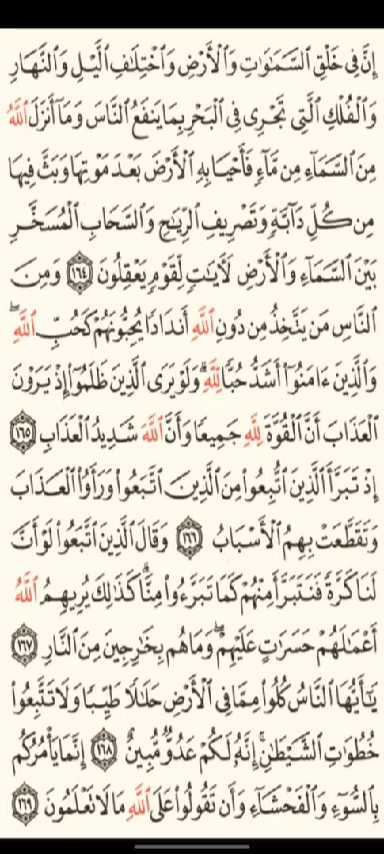 إِنَّ فِي خَلْقِ ٱلسَّمَٰوَٰتِ وَٱلْأَرْضِ وَٱخْتِلَٰفِ ٱلَّيْلِ وَٱلنَّهَارِ
وَٱلْفُلْكِ ٱلَّتِي تَجْرِي فِي ٱلْبَحْرِ بِمَا يَنفَعُ ٱلنَّاسَ وَمَآ أَنزَلَ ٱللَّهُ
مِنَ ٱلسَّمَآءِ مِن مَّآءٍ فَأَحْيَا بِهِ ٱلْأَرْضَ بَعْدَ مَوْتِهَا وَبَثَّ فِيهَا
مِن كُلِّ دَآبَّةٍ وَتَصْرِيفِ ٱلرِّيَٰحِ وَٱلسَّحَابِ ٱلْمُسَخَّرِ
بَيْنَ ٱلسَّمَآءِ وَٱلْأَرْضِ لَأٓيَٰتٍ لِّقَوْمٍ يَعْقِلُونَ ١٦٤ وَمِنَ
ٱلنَّاسِ مَن يَتَّخِذُ مِن دُونِ ٱللَّهِ أَندَادًا يُحِبُّونَهُمْ كَحُبِّ ٱللَّهِۖ
وَٱلَّذِينَ ءَامَنُوٓا۟ أَشَدُّ حُبًّا لِّلَّهِۗ وَلَوْ يَرَى ٱلَّذِينَ ظَلَمُوٓا۟ إِذْ يَرَوْنَ
ٱلْعَذَابَ أَنَّ ٱلْقُوَّةَ لِلَّهِ جَمِيعًا وَأَنَّ ٱللَّهَ شَدِيدُ ٱلْعَذَابِ ١٦٥
إِذْ تَبَرَّأَ ٱلَّذِينَ ٱتُّبِعُوا۟ مِنَ ٱلَّذِينَ ٱتَّبَعُوا۟ وَرَأَوُا۟ ٱلْعَذَابَ
وَتَقَطَّعَتْ بِهِمُ ٱلْأَسْبَابُ ١٦٦ وَقَالَ ٱلَّذِينَ ٱتَّبَعُوا۟ لَوْ أَنَّ
لَنَا كَرَّةً فَنَتَبَرَّأَ مِنْهُمْ كَمَا تَبَرَّءُوا۟ مِنَّاۗ كَذَٰلِكَ يُرِيهِمُ ٱللَّهُ
أَعْمَٰلَهُمْ حَسَرَٰتٍ عَلَيْهِمْۖ وَمَا هُم بِخَٰرِجِينَ مِنَ ٱلنَّارِ ١٦٧
يَٰٓأَيُّهَا ٱلنَّاسُ كُلُوا۟ مِمَّا فِي ٱلْأَرْضِ حَلَٰلًا طَيِّبًا وَلَا تَتَّبِعُوا۟
خُطُوَٰتِ ٱلشَّيْطَٰنِۚ إِنَّهُۥ لَكُمْ عَدُوٌّ مُّبِينٌ ١٦٨ إِنَّمَا يَأْمُرُكُم
بِٱلسُّوٓءِ وَٱلْفَحْشَآءِ وَأَن تَقُولُوا۟ عَلَى ٱللَّهِ مَا لَا تَعْلَمُونَ ١٦٩